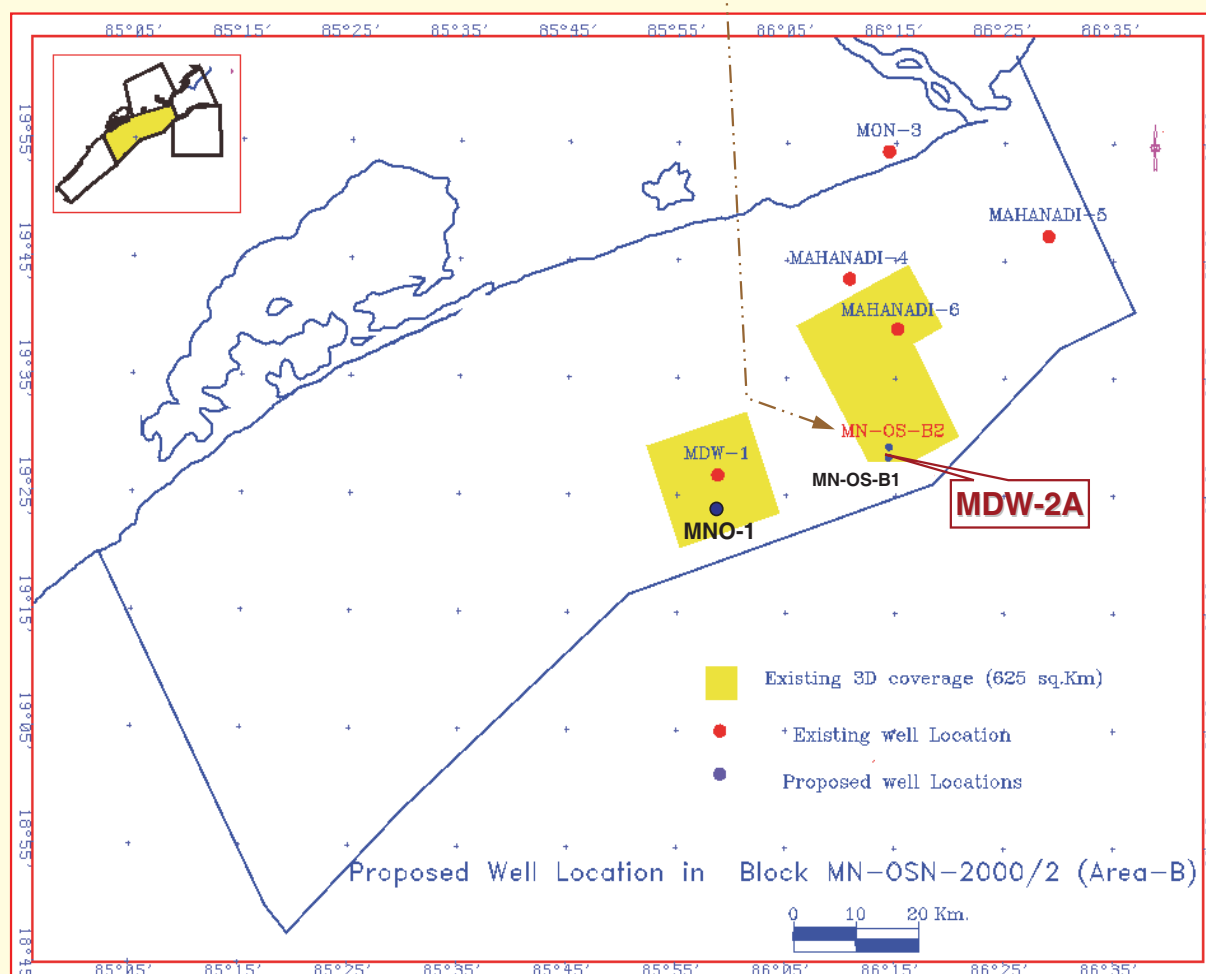 85°05' 85°15' 85°25' 85°45' 85°55' 86°05' 86°15' 86°25' 86°35'
19°55'
19°45'
19°35'
19°25'
19°15'
19°05'
18°55'
18°45'
MON-3
MAHANADI-5
MAHANADI-4
MAHANADI-6
MN-OS-B2
MDW-1
MN-OS-B1
MDW-2A
MNO-1
Existing 3D coverage (625 sq.Km)
Existing well Location
Proposed well Locations
Proposed Well Location in Block MN-OSN-2000/2 (Area-B)
0 10 20 Km.
85°05' 85°15' 85°25' 85°35' 85°45' 85°55' 86°05' 86°15' 86°25' 86°35'